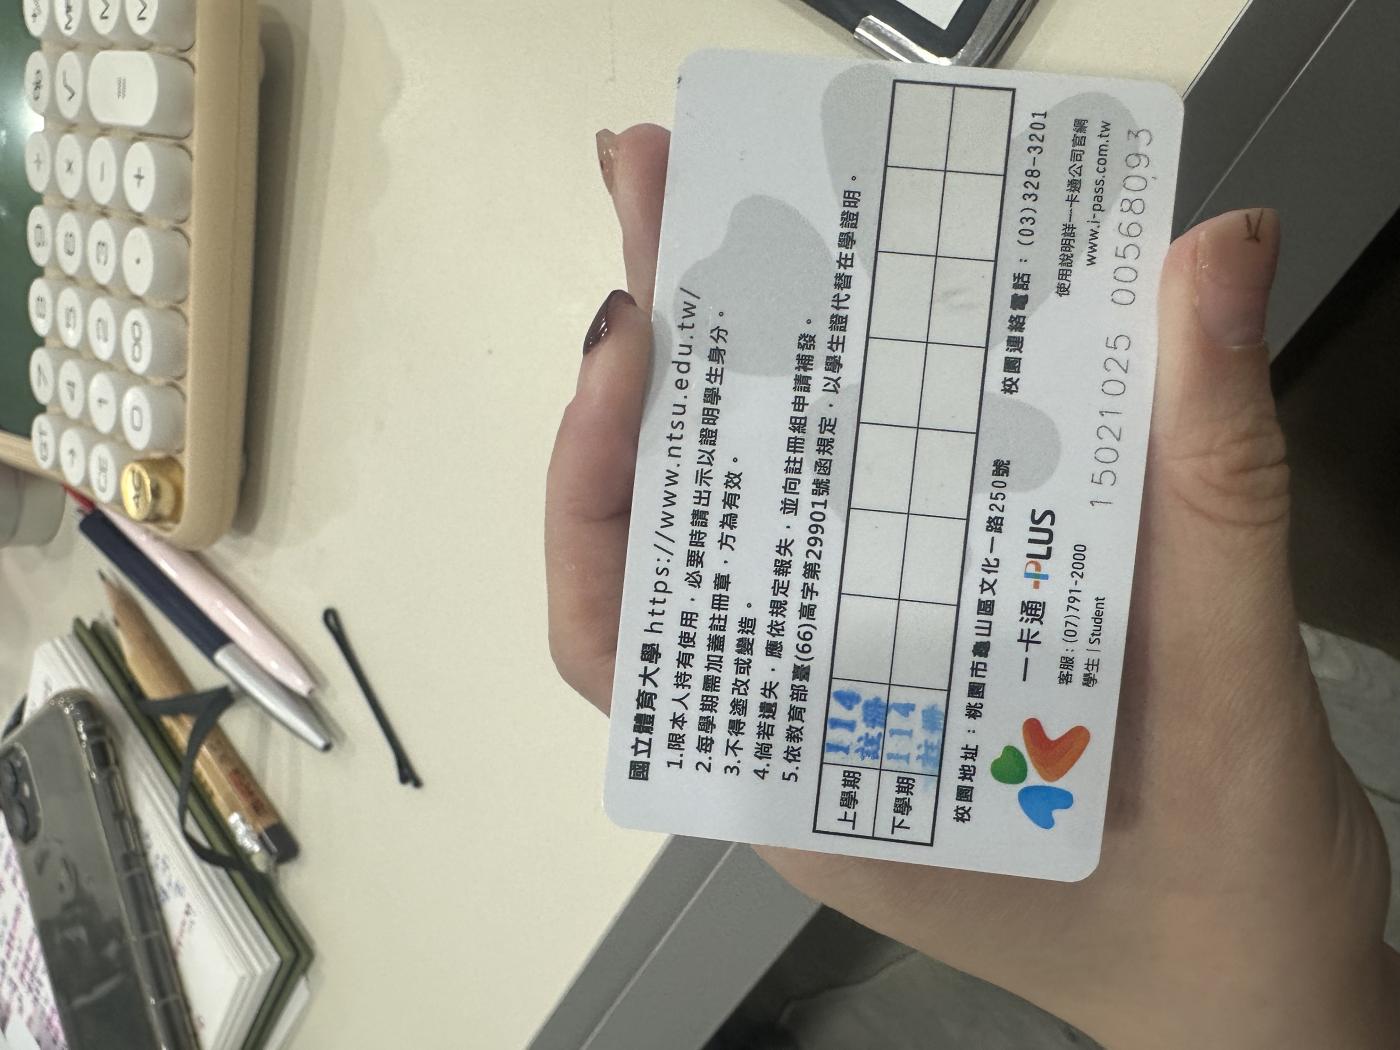 國立體育大學 https://www.ntsu.edu.tw/
1.限本人持有使用，必要時請出示以證明學生身分。
2.每學期需加蓋註冊章，方為有效。
3.不得塗改或變造。
4.倘若遺失，應依規定報失，並向註冊組申請補發。
5.依教育部臺(66)高字第29901號函規定，以學生證代替在學證明。
上學期 114 註冊
下學期 114 註冊
校園地址：桃園市龜山區文化一路250號 校園連絡電話：(03)328-3201
一卡通 PLUS
客服：(07)791-2000
學生 | Student
使用說明詳一卡通公司官網
www.i-pass.com.tw
15021025 00568093